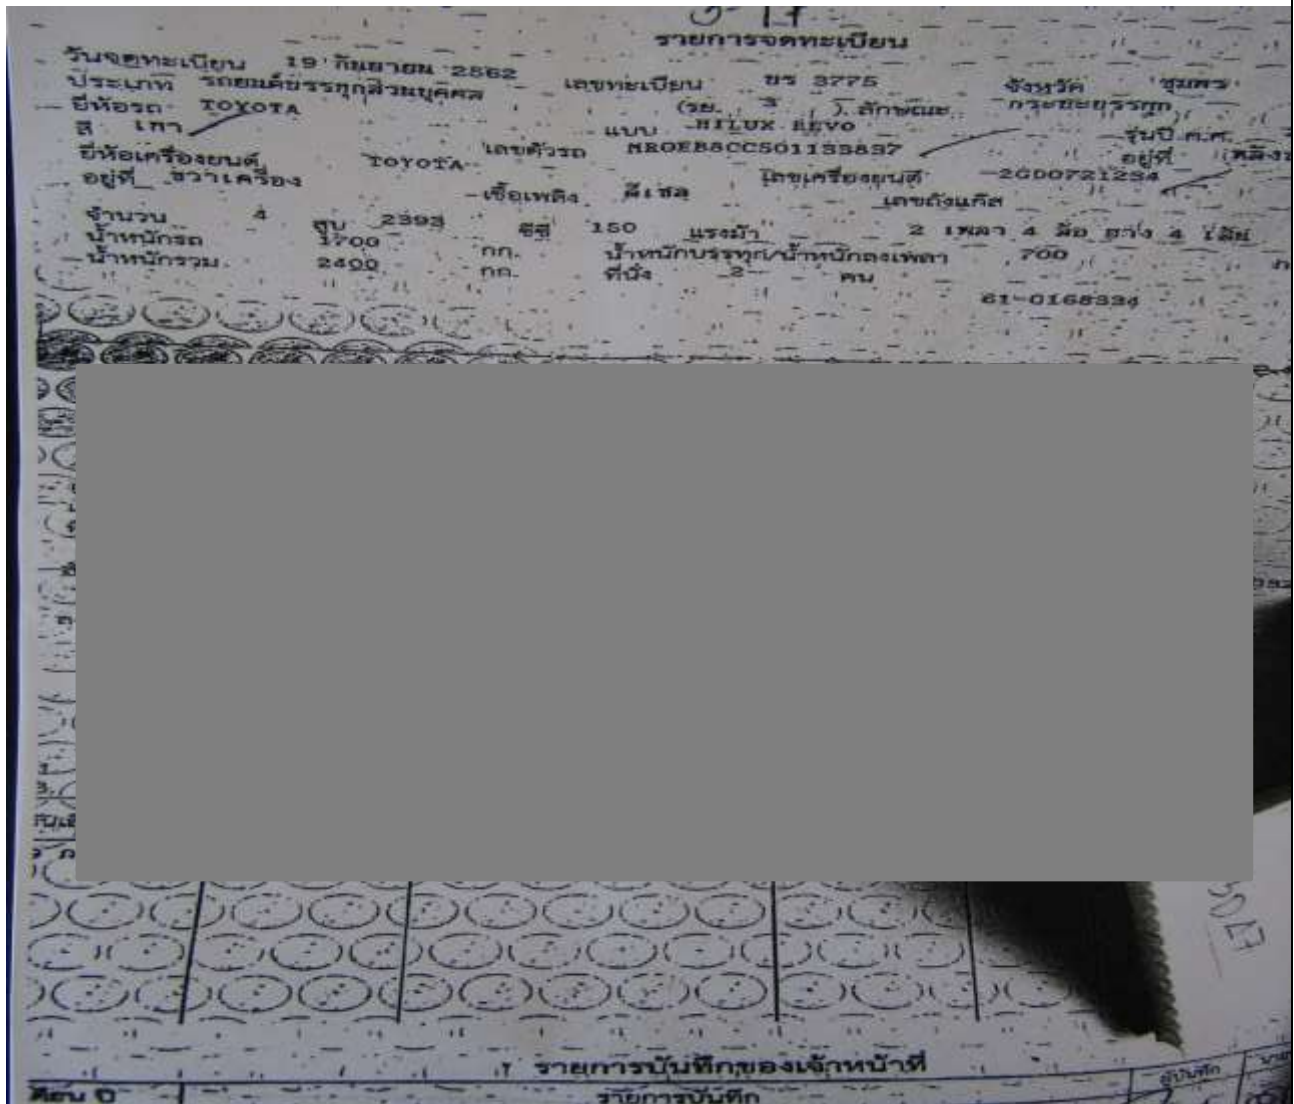 รายการจดทะเบียน
วันจดทะเบียน 19 กันยายน 2562 เลขทะเบียน 3775 จังหวัด ชุมพร
ประเภท รถยนต์บรรทุกส่วนบุคคล (รย. 3 ) ลักษณะ กระบะบรรทุก
ยี่ห้อรถ TOYOTA แบบ HILUX REVO รุ่นปี ค.ศ.
สี เทา เลขตัวรถ MR0EB8CC501133837 อยู่ที่
ยี่ห้อเครื่องยนต์ TOYOTA เลขเครื่องยนต์ 2GD0721234
อยู่ที่ ขวาเครื่อง เชื้อเพลิง ดีเซล เลขถังแก๊ส
จำนวน 4 สูบ 2393 ซีซี 150 แรงม้า 2 เพลา 4 ล้อ ยาง 4 เส้น
น้ำหนักรถ 1700 กก. น้ำหนักบรรทุก/น้ำหนักลงเพลา 700
น้ำหนักรวม 2400 กก. ที่นั่ง 2 คน
61-0168334
รายการบันทึกของเจ้าหน้าที่
รายการบันทึก ผู้บันทึก